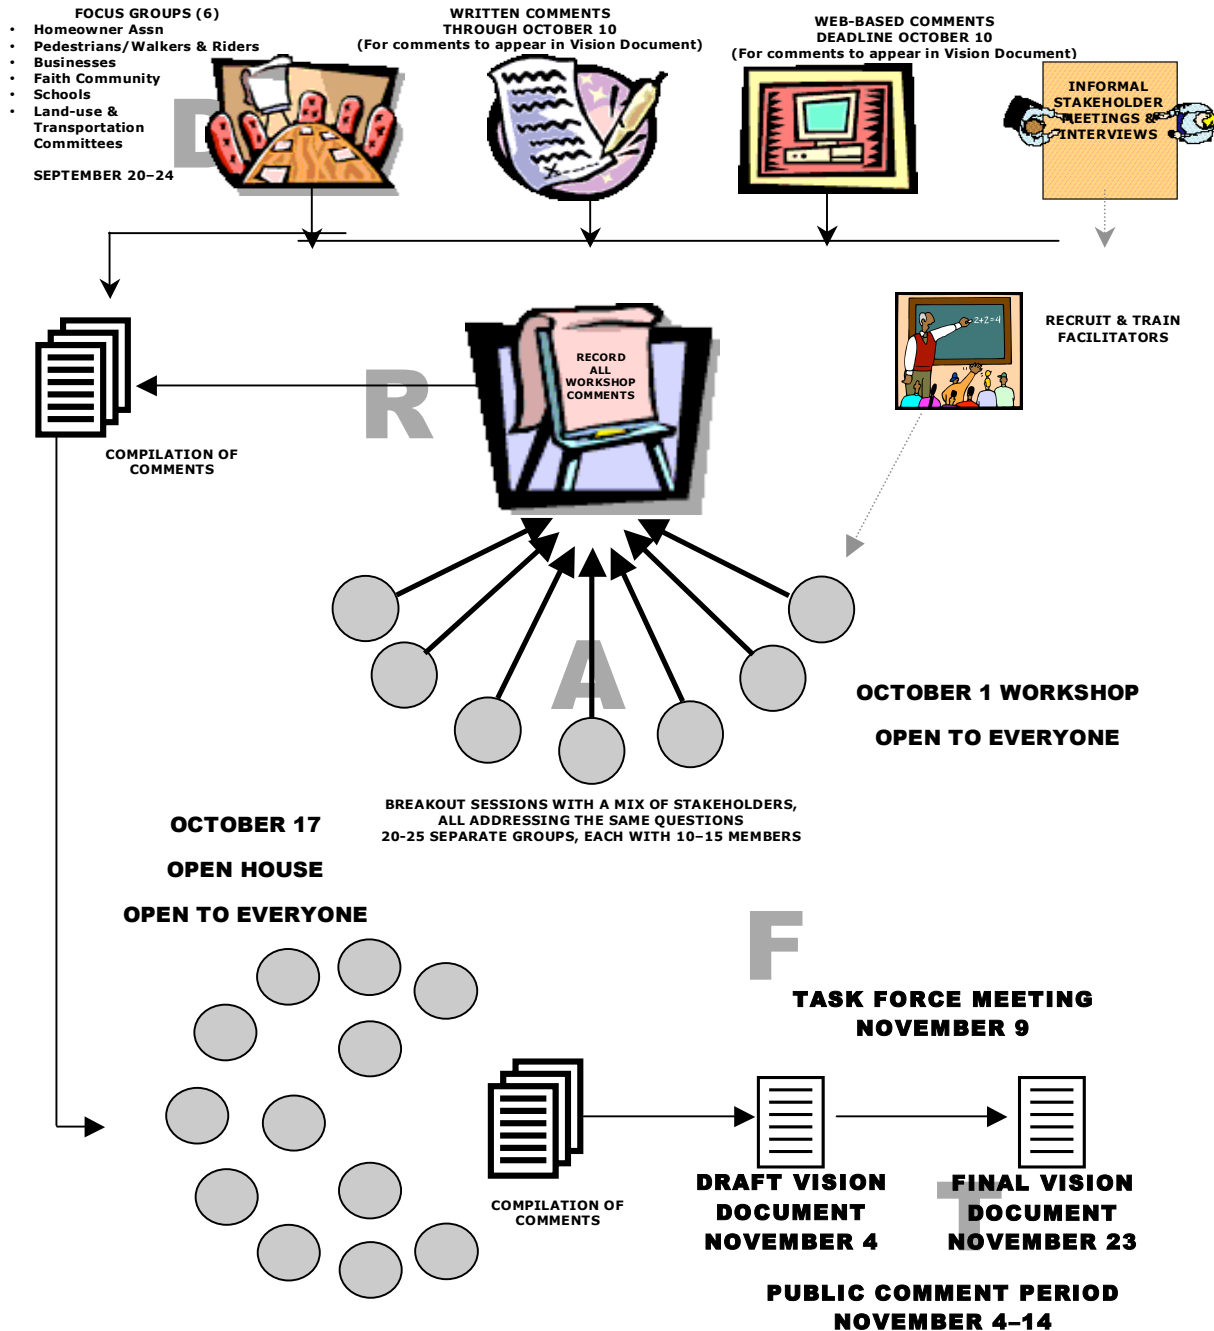 FOCUS GROUPS (6)
• Homeowner Assn
• Pedestrians/Walkers & Riders
• Businesses
• Faith Community
• Schools
• Land-use &
Transportation
Committees
SEPTEMBER 20–24
WRITTEN COMMENTS
THROUGH OCTOBER 10
(For comments to appear in Vision Document)
WEB-BASED COMMENTS
DEADLINE OCTOBER 10
(For comments to appear in Vision Document)
INFORMAL
STAKEHOLDER
MEETINGS &
INTERVIEWS
D
RECORD
ALL
WORKSHOP
COMMENTS
2+2=4
RECRUIT & TRAIN
FACILITATORS
R
COMPILATION OF
COMMENTS
A
OCTOBER 1 WORKSHOP
OPEN TO EVERYONE
BREAKOUT SESSIONS WITH A MIX OF STAKEHOLDERS,
ALL ADDRESSING THE SAME QUESTIONS
20-25 SEPARATE GROUPS, EACH WITH 10–15 MEMBERS
OCTOBER 17
OPEN HOUSE
OPEN TO EVERYONE
F
TASK FORCE MEETING
NOVEMBER 9
COMPILATION OF
COMMENTS
DRAFT VISION
DOCUMENT
NOVEMBER 4
T
FINAL VISION
DOCUMENT
NOVEMBER 23
PUBLIC COMMENT PERIOD
NOVEMBER 4–14